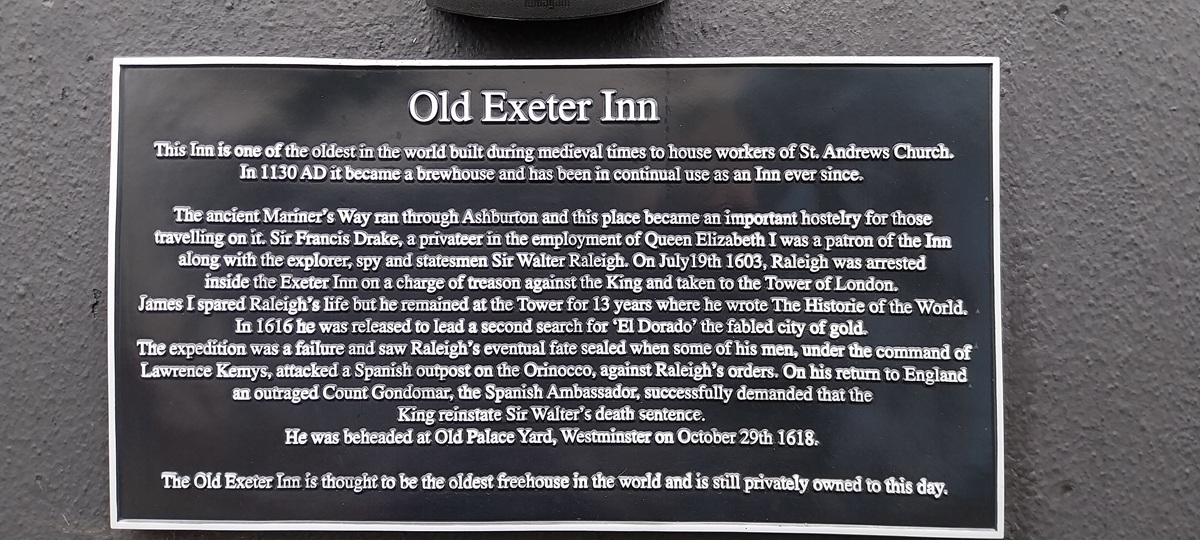 Old Exeter Inn
This Inn is one of the oldest in the world built during medieval times to house workers of St. Andrews Church.
In 1130 AD it became a brewhouse and has been in continual use as an Inn ever since.
The ancient Mariner's Way ran through Ashburton and this place became an important hostelry for those
travelling on it. Sir Francis Drake, a privateer in the employment of Queen Elizabeth I was a patron of the Inn
along with the explorer, spy and statesmen Sir Walter Raleigh. On July19th 1603, Raleigh was arrested
inside the Exeter Inn on a charge of treason against the King and taken to the Tower of London.
James I spared Raleigh's life but he remained at the Tower for 13 years where he wrote The Historie of the World.
In 1616 he was released to lead a second search for 'El Dorado' the fabled city of gold.
The expedition was a failure and saw Raleigh's eventual fate sealed when some of his men, under the command of
Lawrence Kemys, attacked a Spanish outpost on the Orinocco, against Raleigh's orders. On his return to England
an outraged Count Gondomar, the Spanish Ambassador, successfully demanded that the
King reinstate Sir Walter's death sentence.
He was beheaded at Old Palace Yard, Westminster on October 29th 1618.
The Old Exeter Inn is thought to be the oldest freehouse in the world and is still privately owned to this day.